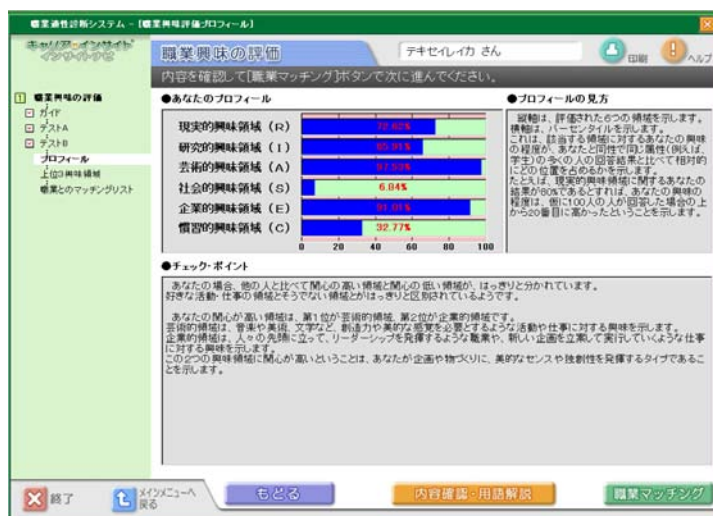 職業適性診断システム - [職業興味評価プロフィール]
キャリア・インサイト
インサイトナビ
職業興味の評価
テキセイレイカ さん
印刷
ヘルプ
内容を確認して[職業マッチング]ボタンで次に進んでください。
1 職業興味の評価
ガイド
テストA
テストB
プロフィール
上位3興味領域
職業とのマッチングリスト
●あなたのプロフィール
現実的興味領域 (R) 72.62%
研究的興味領域 (I) 65.91%
芸術的興味領域 (A) 97.53%
社会的興味領域 (S) 6.84%
企業的興味領域 (E) 91.01%
慣習的興味領域 (C) 32.77%
0 20 40 60 80 100
●プロフィールの見方
縦軸は、評価された6つの領域を示します。
横軸は、パーセンタイルを示します。
これは、該当する領域に対するあなたの興味
の程度が、あなたと同性で同じ属性(例えば、
学生)の多くの人の回答結果と比べて相対的
にどの位置を占めるかを示します。
たとえば、現実的興味領域に関するあなたの
結果が80%であるとすれば、あなたの興味の
程度は、仮に100人の人が回答した場合の上
から20番目に高かったということを示します。
●チェック・ポイント
あなたの場合、他の人と比べて関心の高い領域と関心の低い領域が、はっきりと分かれています。
好きな活動・仕事の領域とそうでない領域とがはっきりと区別されているようです。
あなたの関心が高い領域は、第1位が芸術的領域、第2位が企業的領域です。
芸術的領域は、音楽や美術、文学など、創造力や美的な感覚を必要とするような活動や仕事に対する興味を示します。
企業的領域は、人々の先頭に立って、リーダーシップを発揮するような職業や、新しい企画を立案して実行していくような仕事
に対する興味を示します。
この2つの興味領域に関心が高いということは、あなたが企画や物づくりに、美的なセンスや独創性を発揮するタイプであるこ
とを示します。
終了
メインメニューへ
戻る
もどる
内容確認・用語解説
職業マッチング